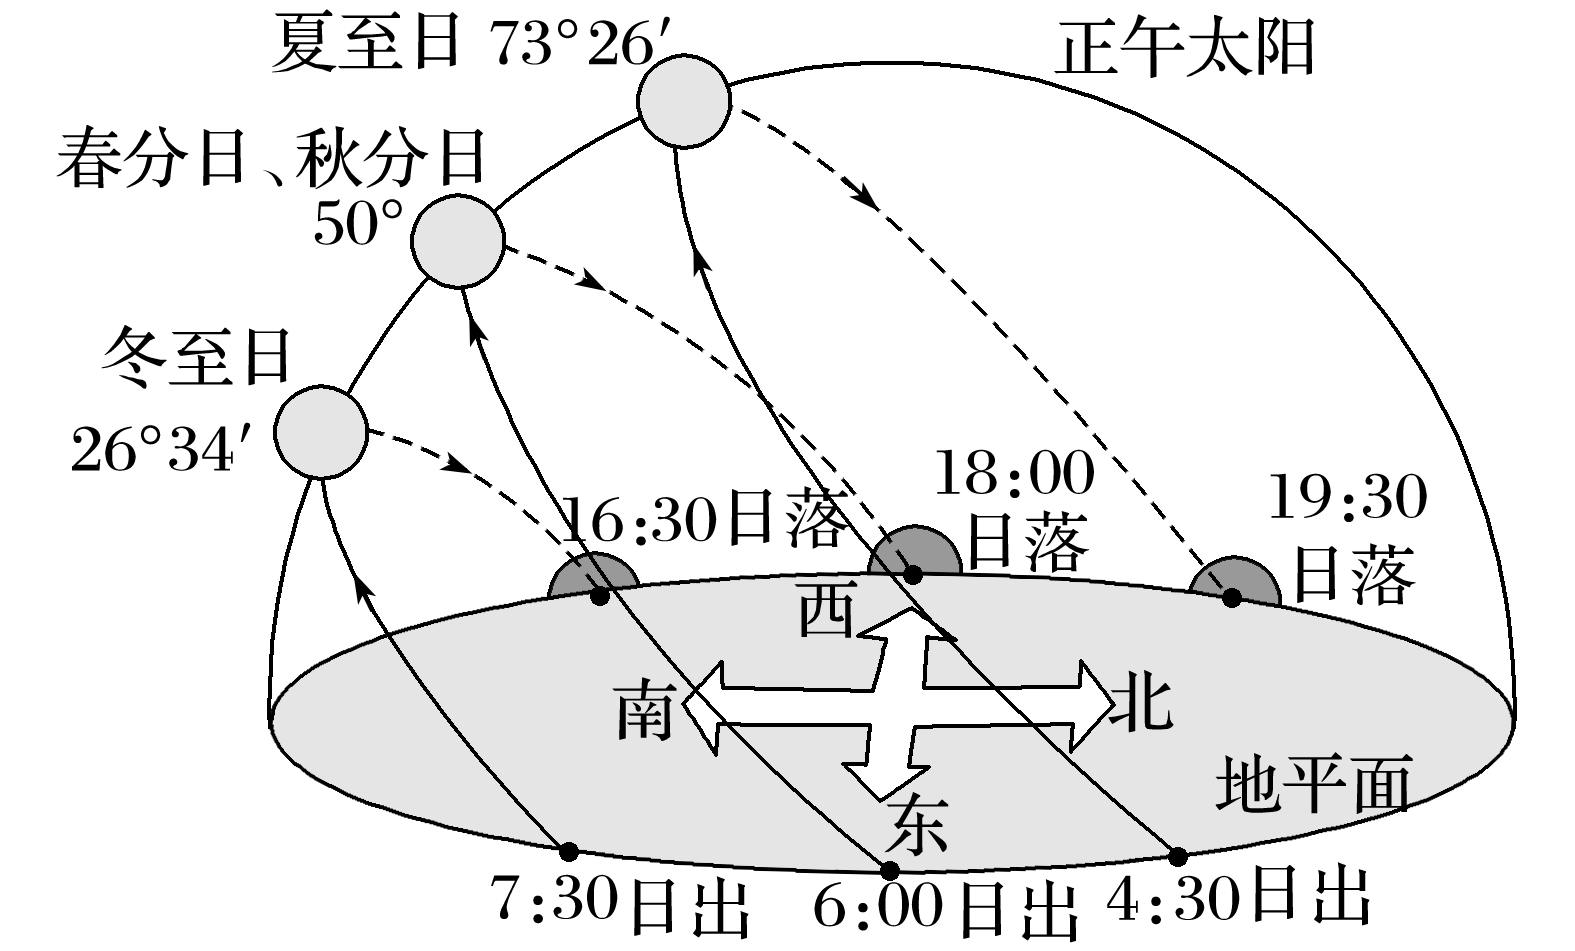 夏至日 73°26′
正午太阳
春分日、秋分日
50°
冬至日
26°34′
16:30日落
18:00
日落
19:30
日落
西
南
北
东
地平面
7:30日出
6:00日出
4:30日出